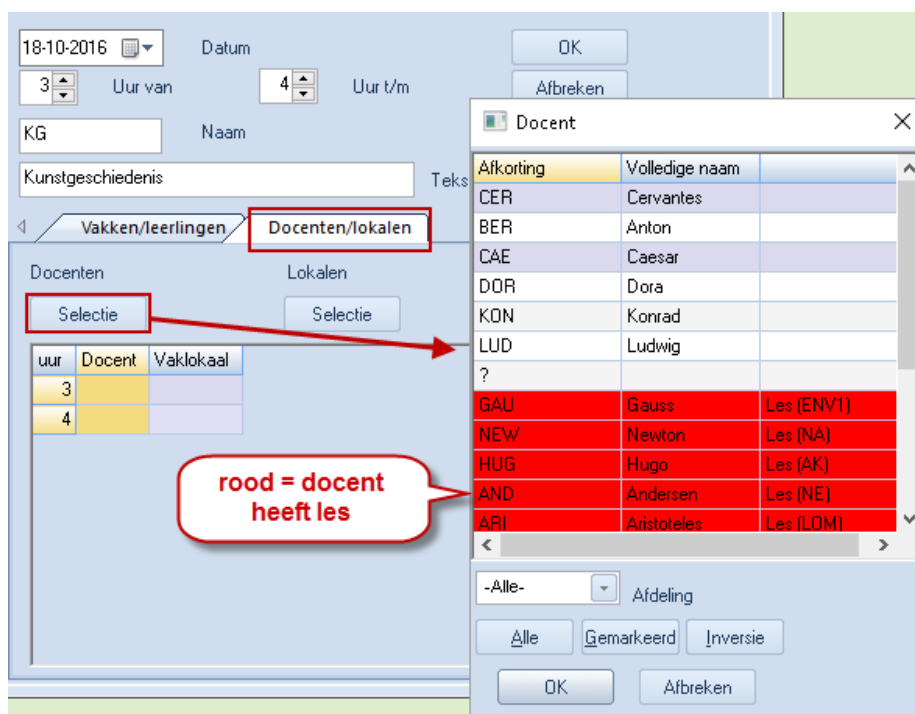 18-10-2016 Datum OK
3 Uur van 4 Uur t/m Afbreken
KG Naam
Kunstgeschiedenis Teks
Vakken/leerlingen Docenten/lokalen
Docenten Lokalen
Selectie Selectie
uur Docent Vaklokaal
3
4
rood = docent
heeft les
Docent
Afkorting Volledige naam
CER Cervantes
BER Anton
CAE Caesar
DOR Dora
KON Konrad
LUD Ludwig
?
GAU Gauss Les (ENV1)
NEW Newton Les (NA)
HUG Hugo Les (AK)
AND Andersen Les (NE)
ARI Aristoteles Les (LOM)
-Alle- Afdeling
Alle Gemarkeerd Inversie
OK Afbreken